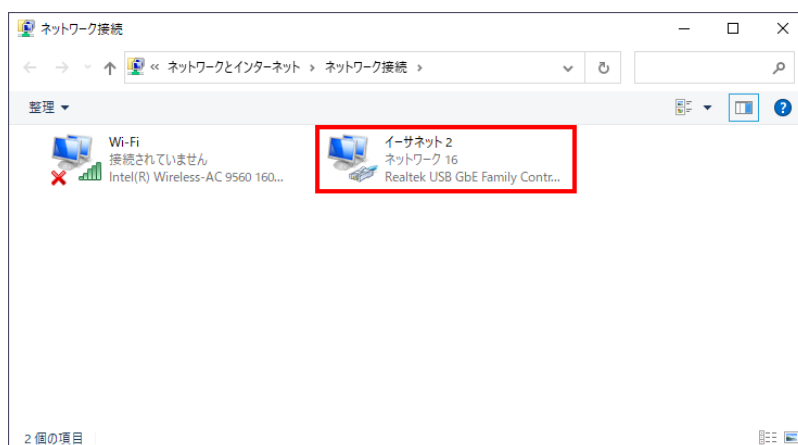 ネットワーク接続
« ネットワークとインターネット › ネットワーク接続 ›
整理
Wi-Fi
接続されていません
Intel(R) Wireless-AC 9560 160...
イーサネット 2
ネットワーク 16
Realtek USB GbE Family Contr...
2 個の項目